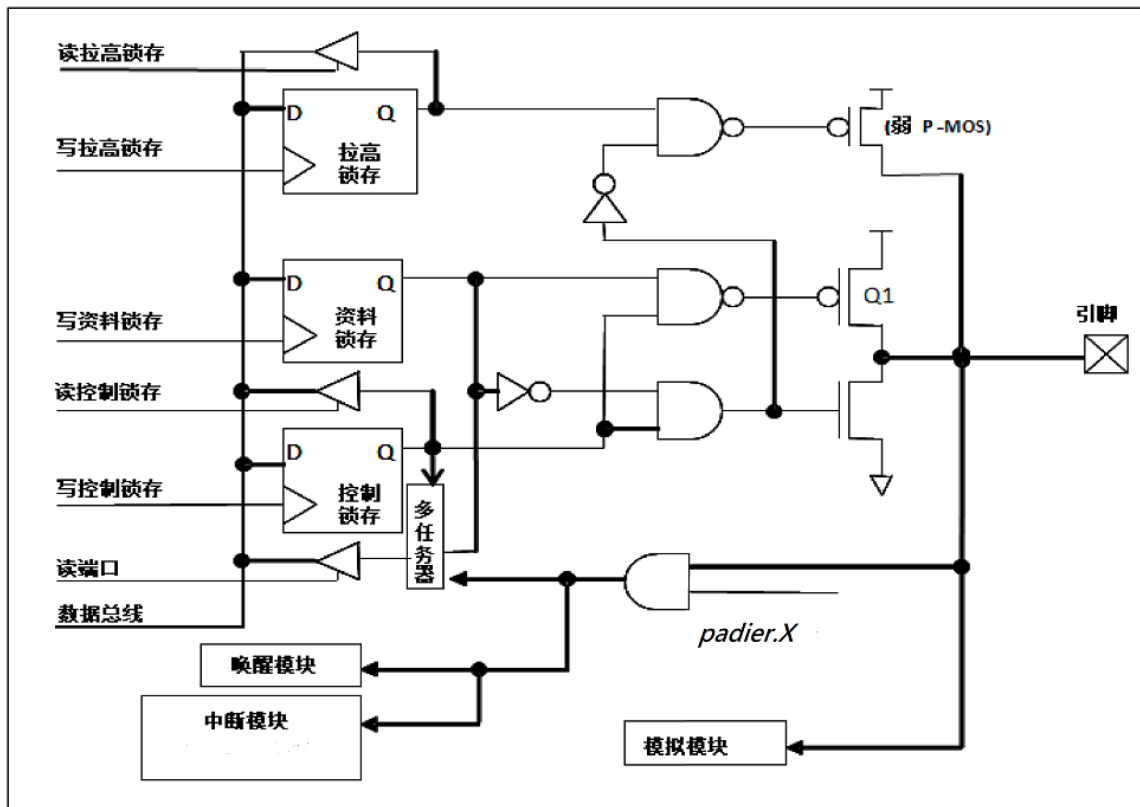 读拉高锁存
D
Q
(弱 P-MOS)
写拉高锁存
拉高
锁存
D
Q
Q1
写资料锁存
资料
锁存
引脚
读控制锁存
D
Q
写控制锁存
控制
锁存
多
任
务
器
读端口
数据总线
padier.X
唤醒模块
中断模块
模拟模块